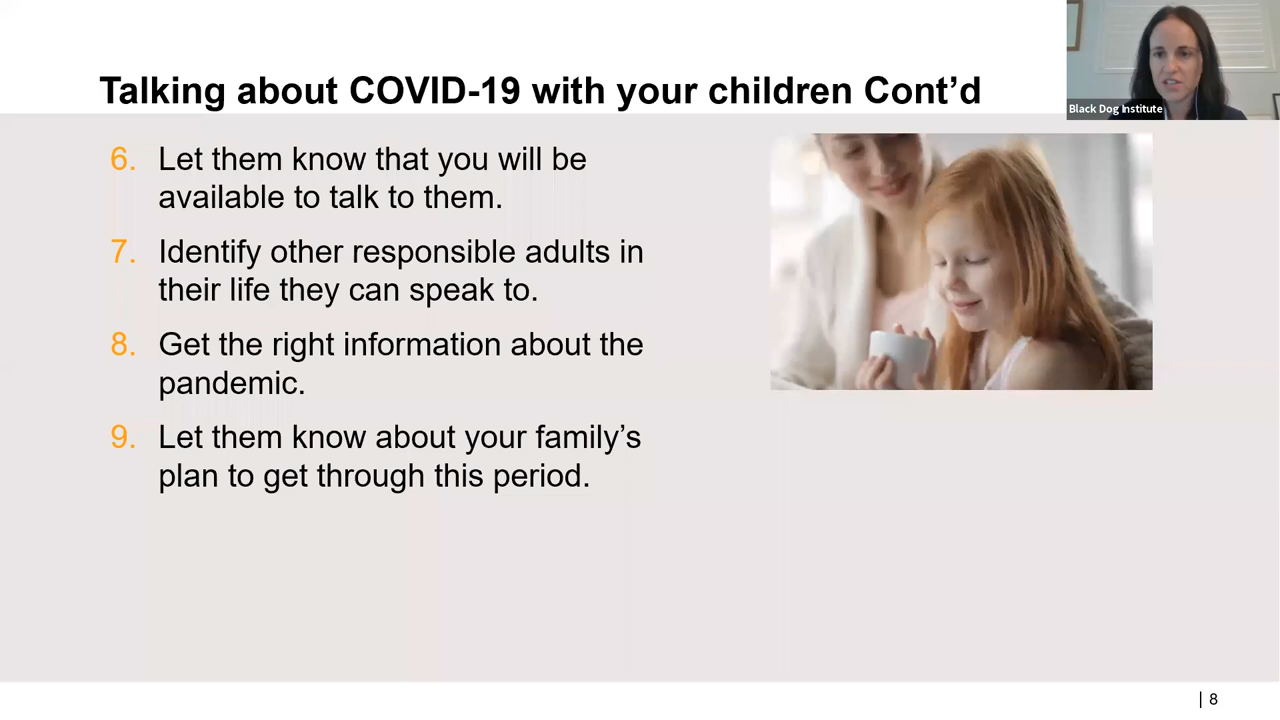 Talking about COVID-19 with your children Cont’d
Black Dog Institute
6. Let them know that you will be
available to talk to them.
7. Identify other responsible adults in
their life they can speak to.
8. Get the right information about the
pandemic.
9. Let them know about your family’s
plan to get through this period.
| 8